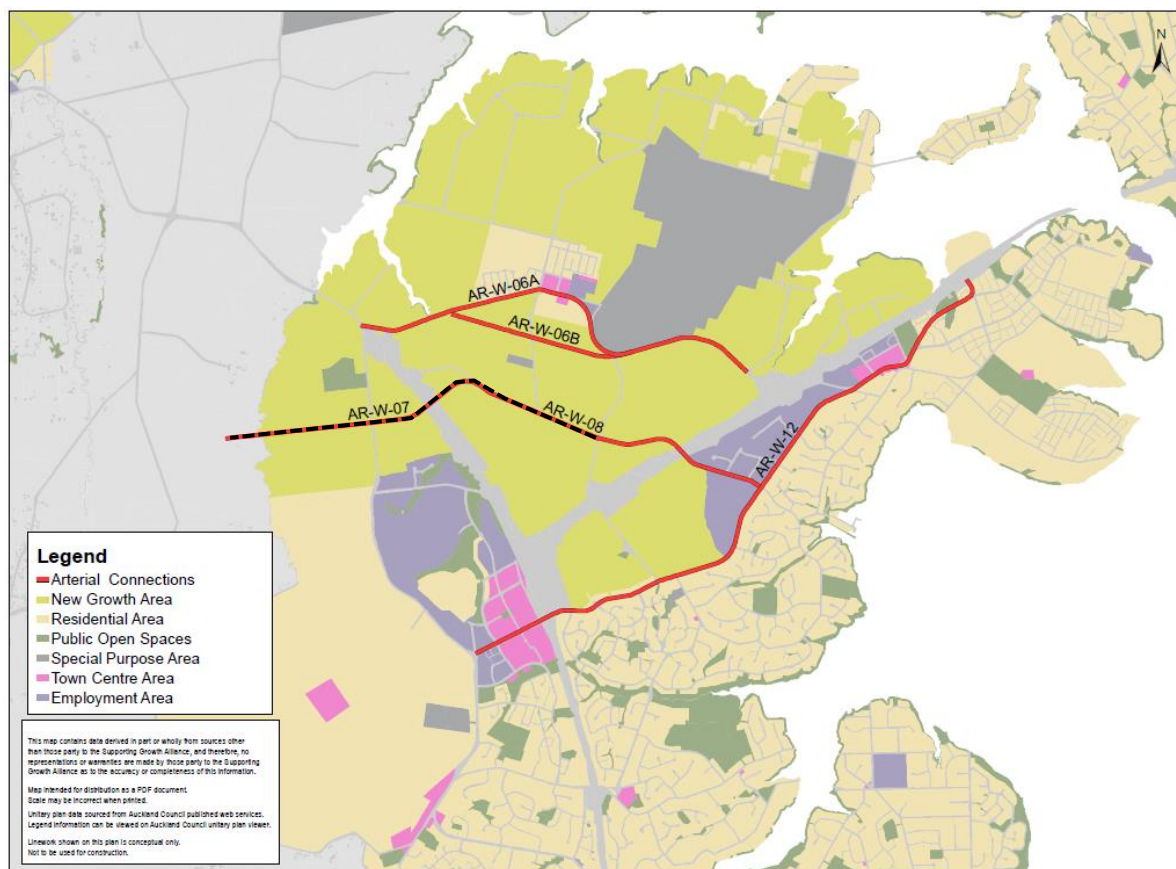 N
AR-W-06A
AR-W-06B
AR-W-07
AR-W-08
AR-W-12
Legend
Arterial Connections
New Growth Area
Residential Area
Public Open Spaces
Special Purpose Area
Town Centre Area
Employment Area
This map contains data derived in part or wholly from sources other
than those party to the Supporting Growth Alliance, and therefore, no
representations or warranties are made by those party to the Supporting
Growth Alliance as to the accuracy or completeness of this information.
Map intended for distribution as a PDF document.
Scale may be incorrect when printed.
Unitary plan data sourced from Auckland Council published web services.
Legend information can be viewed on Auckland Council unitary plan viewer.
Linework shown on this plan is conceptual only.
Not to be used for construction.